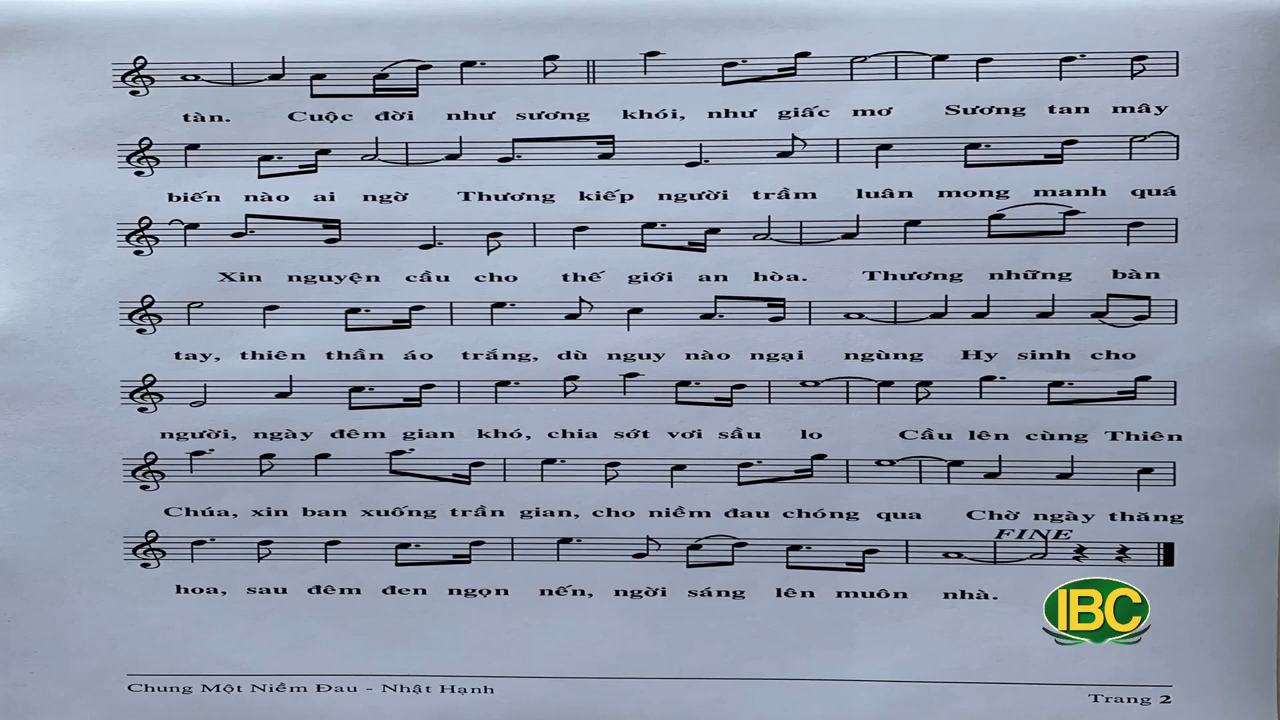 tàn. Cuộc đời như sương khói, như giấc mơ Sương tan mây
biến nào ai ngờ Thương kiếp người trầm luân mong manh quá
Xin nguyện cầu cho thế giới an hòa. Thương những bàn
tay, thiên thần áo trắng, dù nguy nào ngại ngùng Hy sinh cho
người, ngày đêm gian khó, chia sớt vơi sầu lo Cầu lên cùng Thiên
Chúa, xin ban xuống trần gian, cho niềm đau chóng qua Chờ ngày thăng
FINE
hoa, sau đêm đen ngọn nến, ngời sáng lên muôn nhà.
IBC
Chung Một Niềm Đau - Nhật Hạnh
Trang 2